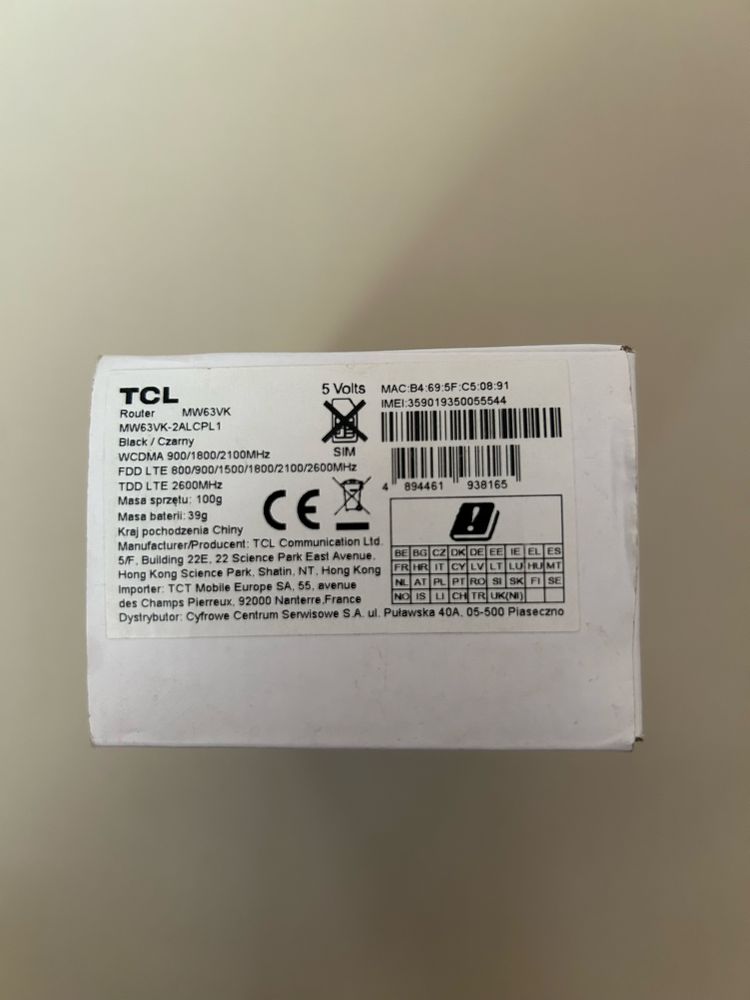 TCL
Router MW63VK
MW63VK-2ALCPL1
Black / Czarny
WCDMA 900/1800/2100MHz
FDD LTE 800/900/1500/1800/2100/2600MHz
TDD LTE 2600MHz
Masa sprzętu: 100g
Masa baterii: 39g
Kraj pochodzenia Chiny
Manufacturer/Producent: TCL Communication Ltd.
5/F, Building 22E, 22 Science Park East Avenue,
Hong Kong Science Park, Shatin, NT, Hong Kong
Importer: TCT Mobile Europe SA, 55, avenue
des Champs Pierreux, 92000 Nanterre,France
Dystrybutor: Cyfrowe Centrum Serwisowe S.A. ul. Puławska 40A, 05-500 Piaseczno
5 Volts
SIM
CE
MAC:B4:69:5F:C5:08:91
IMEI:359019350055544
4 894461 938165
BE BG CZ DK DE EE IE EL ES
FR HR IT CY LV LT LU HU MT
NL AT PL PT RO SI SK FI SE
NO IS LI CH TR UK(NI)